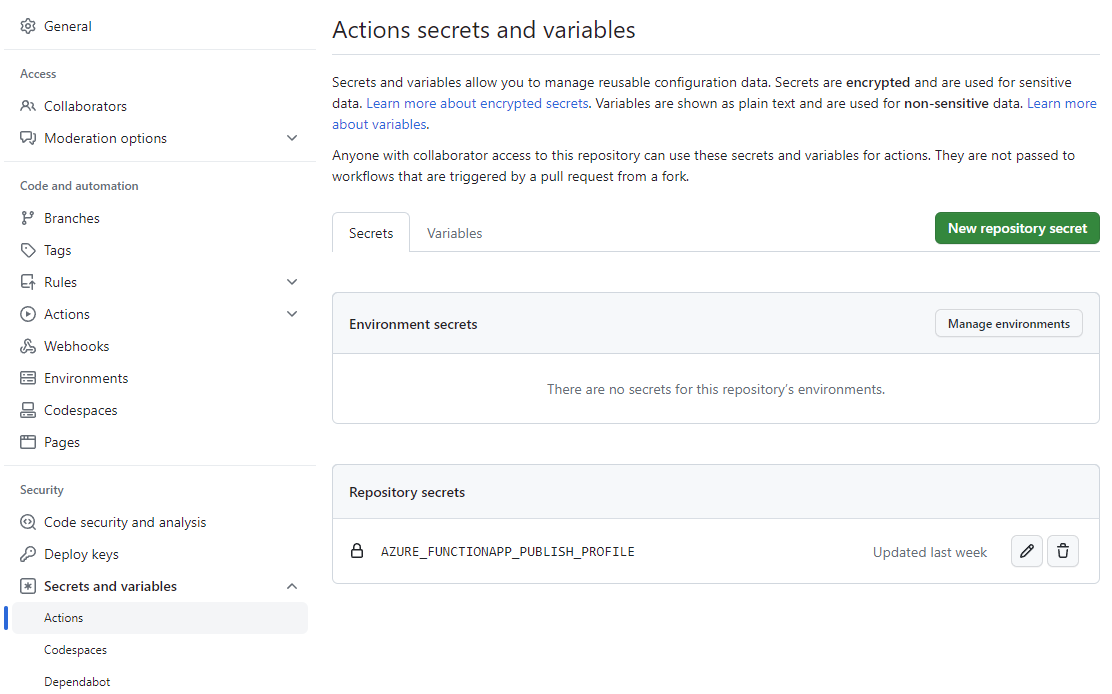 General
Access
Collaborators
Moderation options
Code and automation
Branches
Tags
Rules
Actions
Webhooks
Environments
Codespaces
Pages
Security
Code security and analysis
Deploy keys
Secrets and variables
Actions
Codespaces
Dependabot
Actions secrets and variables
Secrets and variables allow you to manage reusable configuration data. Secrets are encrypted and are used for sensitive
data. Learn more about encrypted secrets. Variables are shown as plain text and are used for non-sensitive data. Learn more
about variables.
Anyone with collaborator access to this repository can use these secrets and variables for actions. They are not passed to
workflows that are triggered by a pull request from a fork.
Secrets
Variables
New repository secret
Environment secrets
Manage environments
There are no secrets for this repository's environments.
Repository secrets
AZURE_FUNCTIONAPP_PUBLISH_PROFILE
Updated last week